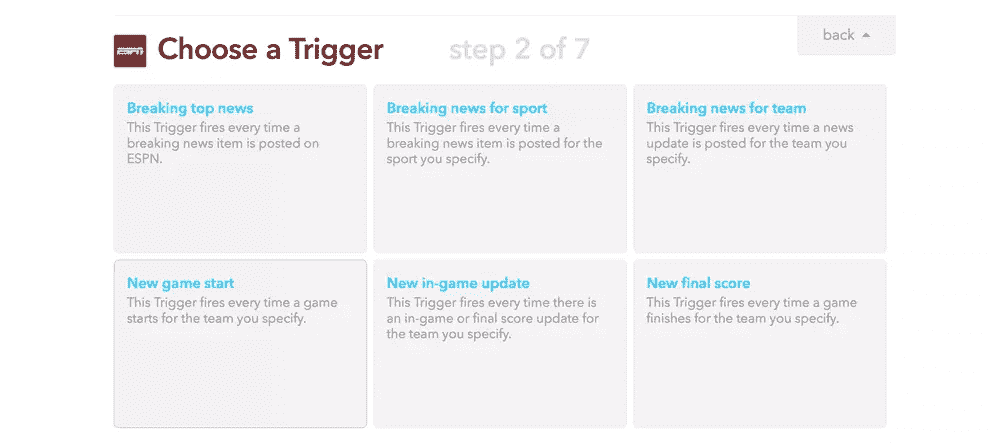 ESPN Choose a Trigger step 2 of 7 back
Breaking top news
This Trigger fires every time a
breaking news item is posted on
ESPN.
Breaking news for sport
This Trigger fires every time a
breaking news item is posted for the
sport you specify.
Breaking news for team
This Trigger fires every time a news
update is posted for the team you
specify.
New game start
This Trigger fires every time a game
starts for the team you specify.
New in-game update
This Trigger fires every time there is
an in-game or final score update for
the team you specify.
New final score
This Trigger fires every time a game
finishes for the team you specify.